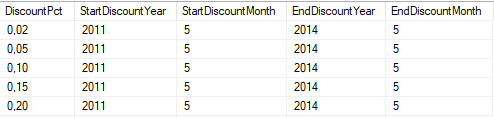 DiscountPct StartDiscountYear StartDiscountMonth EndDiscountYear EndDiscountMonth
0,02 2011 5 2014 5
0,05 2011 5 2014 5
0,10 2011 5 2014 5
0,15 2011 5 2014 5
0,20 2011 5 2014 5